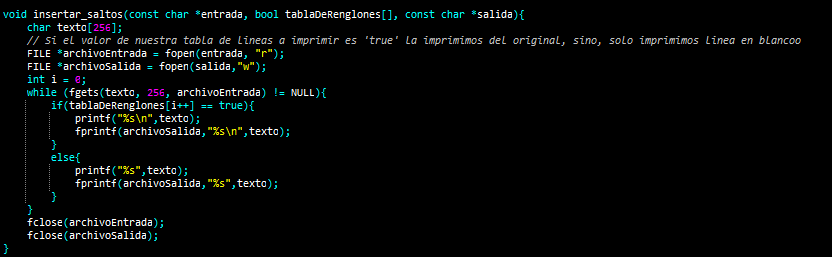 void insertar_saltos(const char *entrada, bool tablaDeRenglones[], const char *salida){
    char texto[256];
    // Si el valor de nuestra tabla de lineas a imprimir es 'true' la imprimimos del original, sino, solo imprimimos linea en blancoo
    FILE *archivoEntrada = fopen(entrada, "r");
    FILE *archivoSalida = fopen(salida,"w");
    int i = 0;
    while (fgets(texto, 256, archivoEntrada) != NULL){
        if(tablaDeRenglones[i++] == true){
            printf("%s\n",texto);
            fprintf(archivoSalida,"%s\n",texto);
        }
        else{
            printf("%s",texto);
            fprintf(archivoSalida,"%s",texto);
        }
    }
    fclose(archivoEntrada);
    fclose(archivoSalida);
}